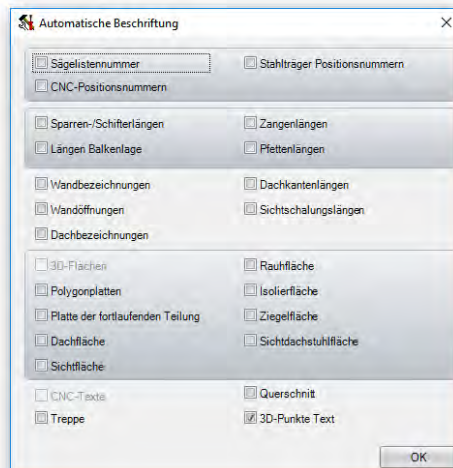 Automatische Beschriftung
Sägelistennummer
Stahlträger Positionsnummern
CNC-Positionsnummern
Sparren-/Schifterlängen
Zangenlängen
Längen Balkenlage
Pfettenlängen
Wandbezeichnungen
Dachkantenlängen
Wandöffnungen
Sichtschalungslängen
Dachbezeichnungen
3D-Flächen
Rauhfläche
Polygonplatten
Isolierfläche
Platte der fortlaufenden Teilung
Ziegelfläche
Dachfläche
Sichtdachstuhlfläche
Sichtfläche
CNC-Texte
Querschnitt
Treppe
3D-Punkte Text
OK